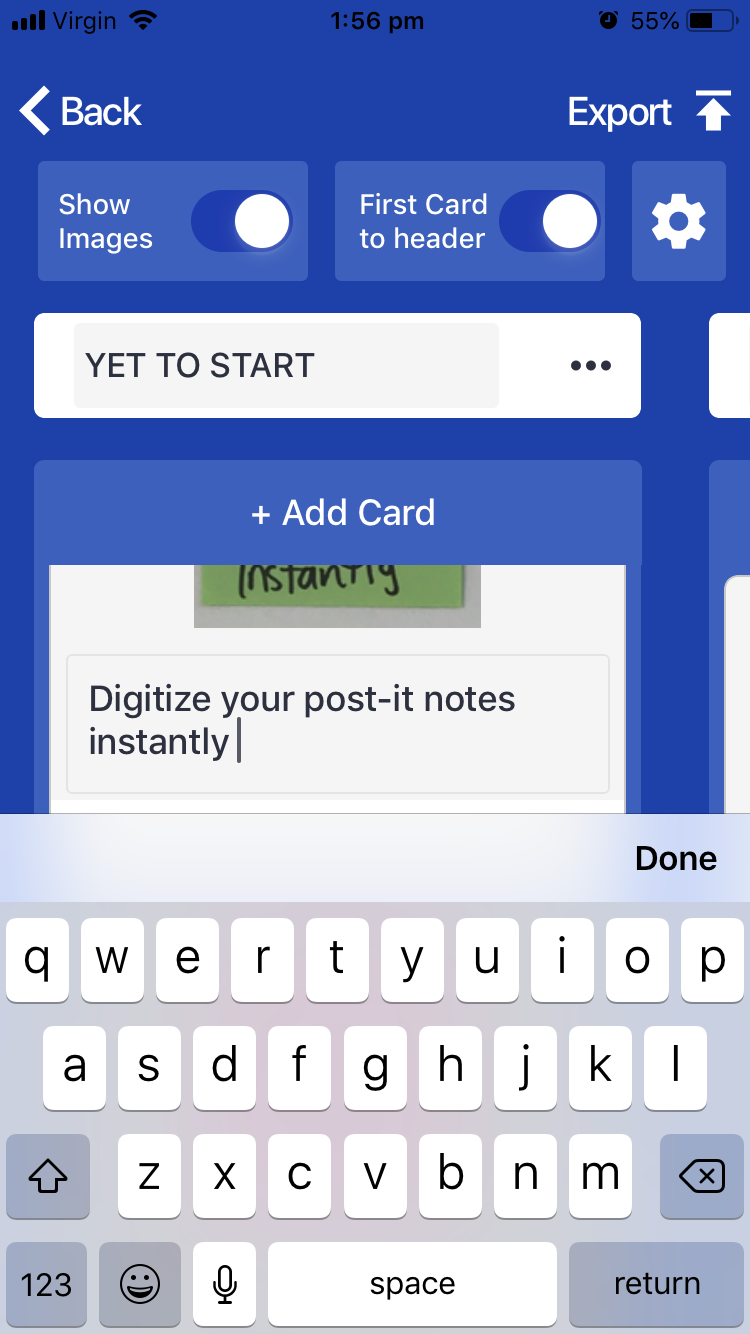 Virgin 1:56 pm 55%
Back Export
Show
Images
First Card
to header
YET TO START
+ Add Card
instantly
Digitize your post-it notes
instantly
Done
q w e r t y u i o p
a s d f g h j k l
z x c v b n m
123 space return